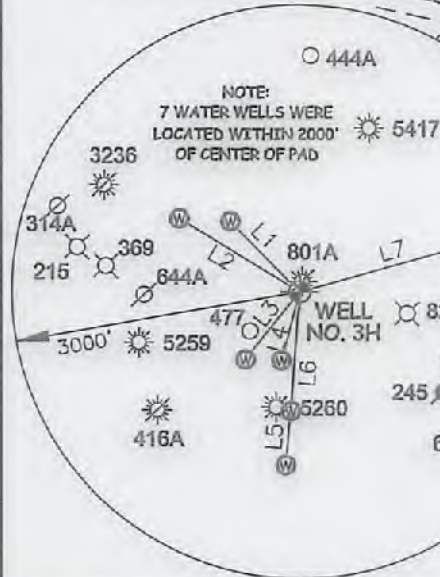 444A
NOTE:
7 WATER WELLS WERE
LOCATED WITHIN 2000'
OF CENTER OF PAD
5417
3236
314A
W
W
L1
L2
215
369
801A
L7
644A
477
L3
L4
WELL
NO. 3H
3000'
5259
W
W
L6
245
416A
W
5260
L5
W